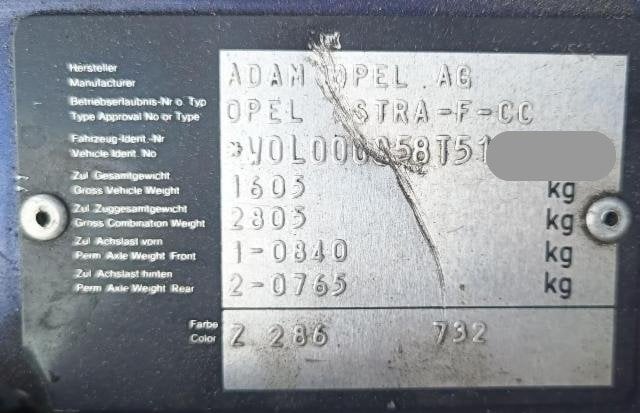 Hersteller
Manufacturer
ADAM OPEL AG
Betriebserlaubnis-Nr o. Typ
Type Approval No or Type
OPEL STRA-F-CC
Fahrzeug-Ident.-Nr
Vehicle Ident. No
*W0L000058T51
Zul Gesamtgewicht
Gross Vehicle Weight
1605 kg
Zul Zuggesamtgewicht
Gross Combination Weight
2805 kg
Zul Achslast vorn
Perm Axle Weight Front
1-0840 kg
Zul Achslast hinten
Perm Axle Weight Rear
2-0765 kg
Farbe
Color
Z 286 732